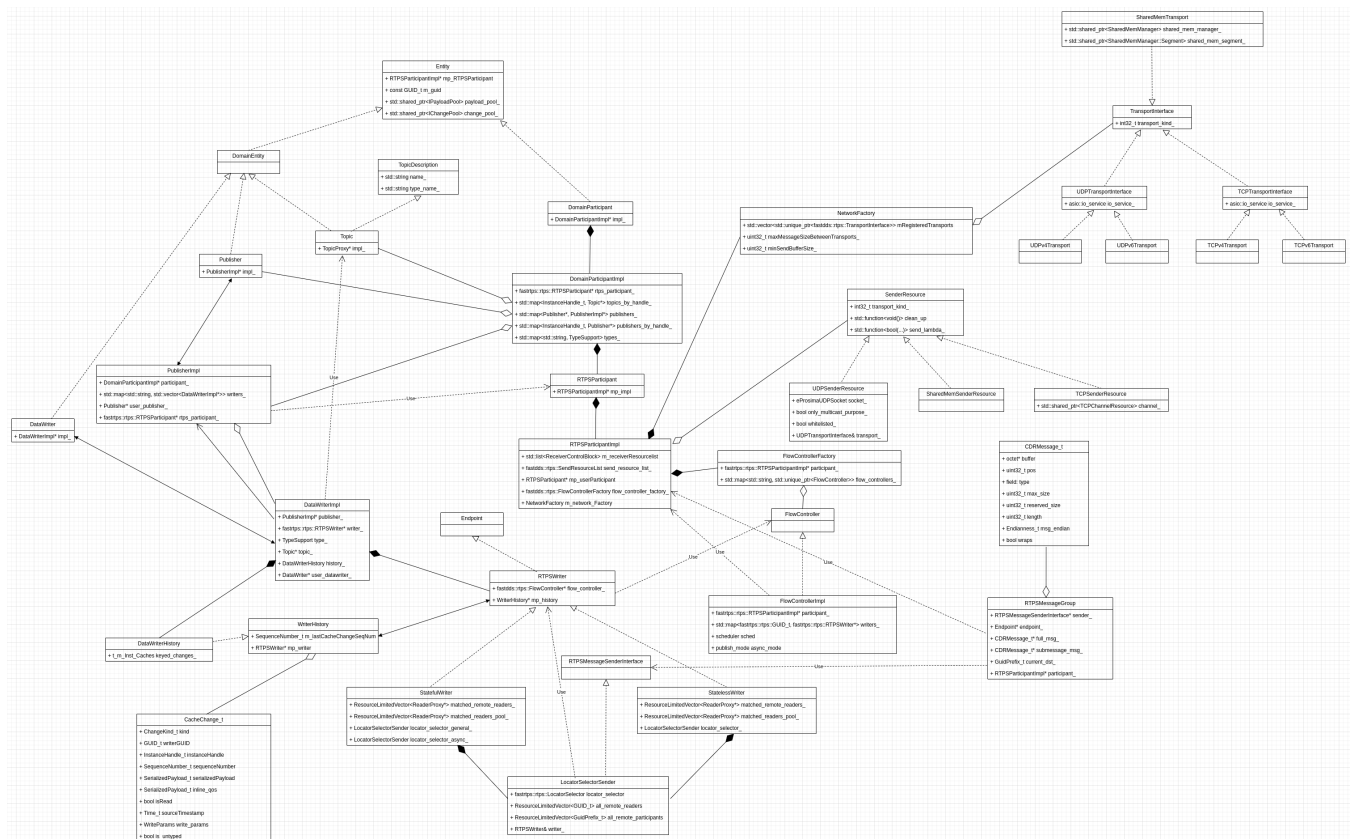 SharedMemTransport
+ std::shared_ptr<SharedMemManager> shared_mem_manager_
+ std::shared_ptr<SharedMemManager::Segment> shared_mem_segment_
Entity
+ RTPSParticipantImpl* mp_RTPSParticipant
+ const GUID_t m_guid
+ std::shared_ptr<IPayloadPool> payload_pool_
+ std::shared_ptr<IChangePool> change_pool_
TransportInterface
+ int32_t transport_kind_
DomainEntity
TopicDescription
+ std::string name_
+ std::string type_name_
UDPTransportInterface
+ asio::io_service io_service_
TCPTransportInterface
+ asio::io_service io_service_
DomainParticipant
+ DomainParticipantImpl* impl_
NetworkFactory
+ std::vector<std::unique_ptr<fastdds::rtps::TransportInterface>> mRegisteredTransports
+ uint32_t maxMessageSizeBetweenTransports_
+ uint32_t minSendBufferSize_
Topic
+ TopicProxy* impl_
UDPv4Transport
UDPv6Transport
TCPv4Transport
TCPv6Transport
Publisher
+ PublisherImpl* impl_
DomainParticipantImpl
+ fastrtps::rtps::RTPSParticipant* rtps_participant_
+ std::map<InstanceHandle_t, Topic*> topics_by_handle_
+ std::map<Publisher*, PublisherImpl*> publishers_
+ std::map<InstanceHandle_t, Publisher*> publishers_by_handle_
+ std::map<std::string, TypeSupport> types_
SenderResource
+ int32_t transport_kind_
+ std::function<void()> clean_up
+ std::function<bool(...)> send_lambda_
PublisherImpl
+ DomainParticipantImpl* participant_
+ std::map<std::string, std::vector<DataWriterImpl*>> writers_
+ Publisher* user_publisher_
+ fastrtps::rtps::RTPSParticipant* rtps_participant_
Use
Use
RTPSParticipant
+ RTPSParticipantImpl* mp_impl
UDPSenderResource
+ eProsimaUDPSocket socket_
+ bool only_multicast_purpose_
+ bool whitelisted_
+ UDPTransportInterface& transport_
SharedMemSenderResource
TCPSenderResource
+ std::shared_ptr<TCPChannelResource> channel_
DataWriter
+ DataWriterImpl* impl_
RTPSParticipantImpl
+ std::list<ReceiverControlBlock> m_receiverResourcelist
+ fastdds::rtps::SendResourceList send_resource_list_
+ RTPSParticipant* mp_userParticipant
+ fastdds::rtps::FlowControllerFactory flow_controller_factory_
+ NetworkFactory m_network_Factory
FlowControllerFactory
+ fastrtps::rtps::RTPSParticipantImpl* participant_
+ std::map<std::string, std::unique_ptr<FlowController>> flow_controllers_
CDRMessage_t
+ octet* buffer
+ uint32_t pos
+ field: type
+ uint32_t max_size
+ uint32_t reserved_size
+ uint32_t length
+ Endianness_t msg_endian
+ bool wraps
DataWriterImpl
+ PublisherImpl* publisher_
+ fastrtps::rtps::RTPSWriter* writer_
+ TypeSupport type_
+ Topic* topic_
+ DataWriterHistory history_
+ DataWriter* user_datawriter_
Endpoint
FlowController
Use
Use
Use
RTPSWriter
+ fastdds::rtps::FlowController* flow_controller_
+ WriterHistory* mp_history
FlowControllerImpl
+ fastrtps::rtps::RTPSParticipantImpl* participant_
+ std::map<fastrtps::rtps::GUID_t, fastrtps::rtps::RTPSWriter*> writers_
+ scheduler sched
+ publish_mode async_mode
RTPSMessageGroup
+ RTPSMessageSenderInterface* sender_
+ Endpoint* endpoint_
+ CDRMessage_t* full_msg_
+ CDRMessage_t* submessage_msg_
+ GuidPrefix_t current_dst_
+ RTPSParticipantImpl* participant_
WriterHistory
+ SequenceNumber_t m_lastCacheChangeSeqNum
+ RTPSWriter* mp_writer
DataWriterHistory
+ t_m_Inst_Caches keyed_changes_
RTPSMessageSenderInterface
Use
Use
StatefulWriter
+ ResourceLimitedVector<ReaderProxy*> matched_remote_readers_
+ ResourceLimitedVector<ReaderProxy*> matched_readers_pool_
+ LocatorSelectorSender locator_selector_general_
+ LocatorSelectorSender locator_selector_async_
StatelessWriter
+ ResourceLimitedVector<ReaderProxy*> matched_remote_readers_
+ ResourceLimitedVector<ReaderProxy*> matched_readers_pool_
+ LocatorSelectorSender locator_selector_
CacheChange_t
+ ChangeKind_t kind
+ GUID_t writerGUID
+ InstanceHandle_t instanceHandle
+ SequenceNumber_t sequenceNumber
+ SerializedPayload_t serializedPayload
+ SerializedPayload_t inline_qos
+ bool isRead
+ Time_t sourceTimestamp
+ WriteParams write_params
+ bool is_untyped
LocatorSelectorSender
+ fastrtps::rtps::LocatorSelector locator_selector
+ ResourceLimitedVector<GUID_t> all_remote_readers
+ ResourceLimitedVector<GuidPrefix_t> all_remote_participants
+ RTPSWriter& writer_